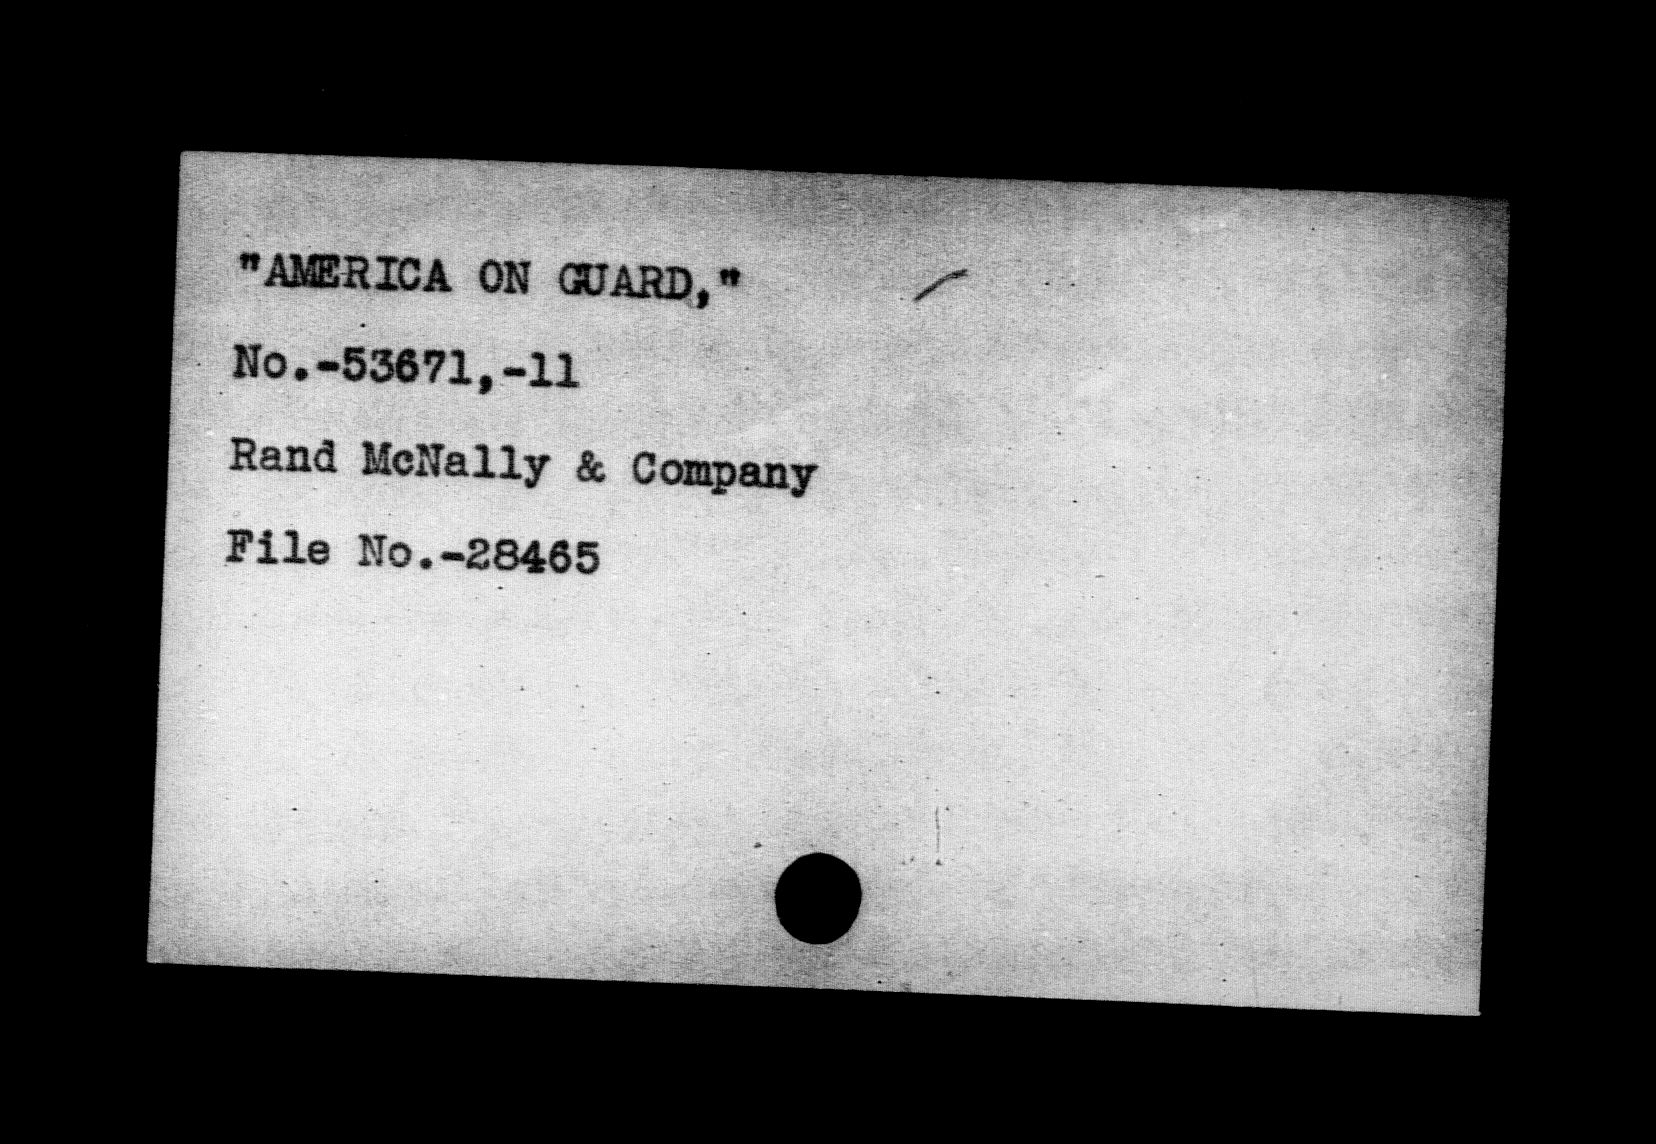 "AMERICA ON GUARD,"
No.-53671,-11
Rand McNally & Company
File No.-28465